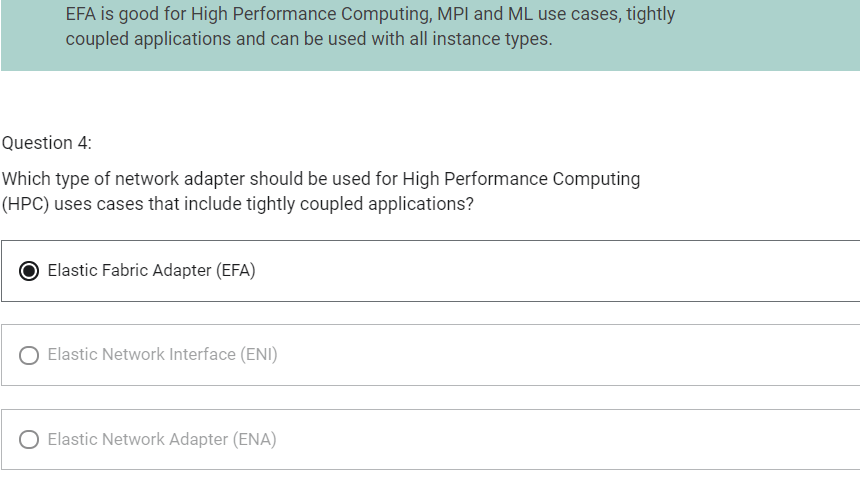 EFA is good for High Performance Computing, MPI and ML use cases, tightly
coupled applications and can be used with all instance types.
Question 4:
Which type of network adapter should be used for High Performance Computing
(HPC) uses cases that include tightly coupled applications?
Elastic Fabric Adapter (EFA)
Elastic Network Interface (ENI)
Elastic Network Adapter (ENA)